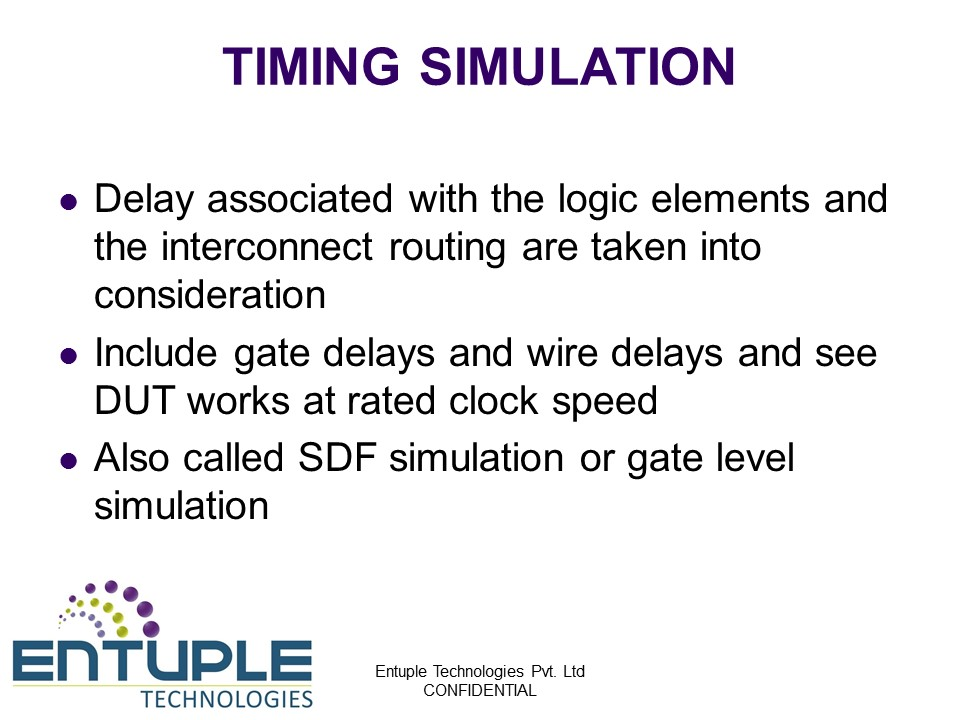 TIMING SIMULATION
Delay associated with the logic elements and
the interconnect routing are taken into
consideration
Include gate delays and wire delays and see
DUT works at rated clock speed
Also called SDF simulation or gate level
simulation
ENTUPLE
TECHNOLOGIES
Entuple Technologies Pvt. Ltd
CONFIDENTIAL